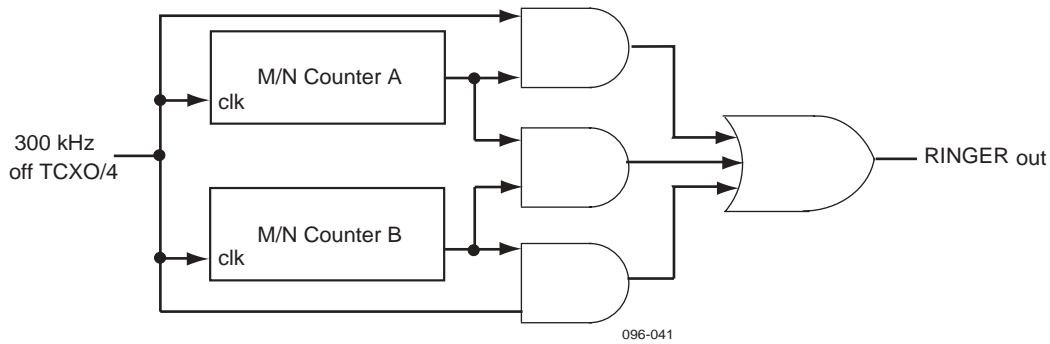 M/N Counter A
clk
300 kHz
off TCXO/4
RINGER out
M/N Counter B
clk
096-041